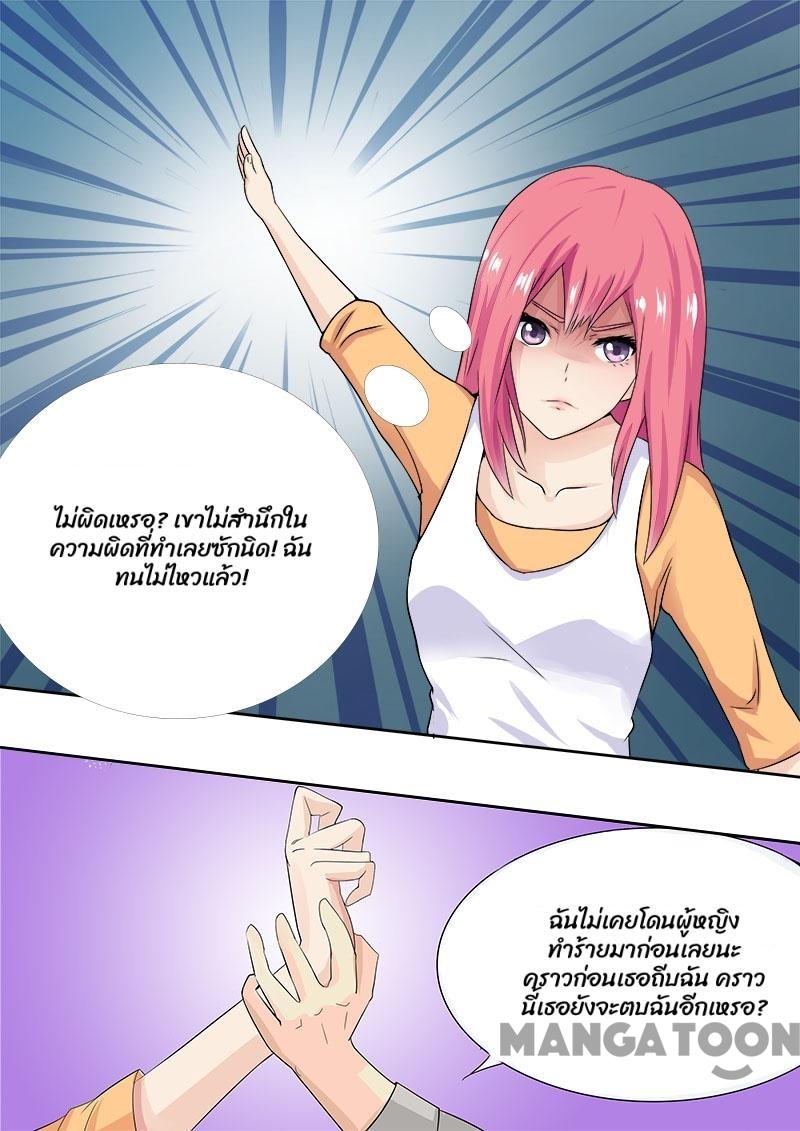 ไม่ผิดเหรอ? เขาไม่สำนึกใน
ความผิดที่ทำเลยซักนิด! ฉัน
ทนไม่ไหวแล้ว!
ฉันไม่เคยโดนผู้หญิง
ทำร้ายมาก่อนเลยนะ
คราวก่อนเธอถีบฉัน คราว
นี้เธอยังจะตบฉันอีกเหรอ?
MANGATOON